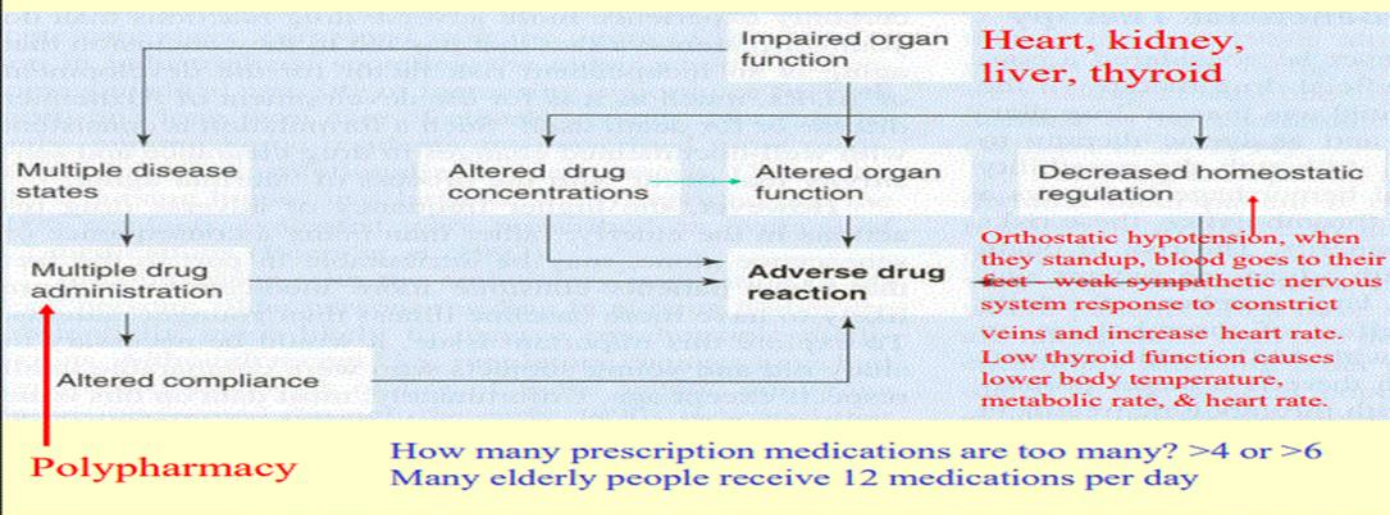 Impaired organ
function
Heart, kidney,
liver, thyroid
Multiple disease
states
Altered drug
concentrations
Altered organ
function
Decreased homeostatic
regulation
Multiple drug
administration
Adverse drug
reaction
Orthostatic hypotension, when
they standup, blood goes to their
feet - weak sympathetic nervous
system response to constrict
veins and increase heart rate.
Low thyroid function causes
lower body temperature,
metabolic rate, & heart rate.
Altered compliance
Polypharmacy
How many prescription medications are too many? >4 or >6
Many elderly people receive 12 medications per day